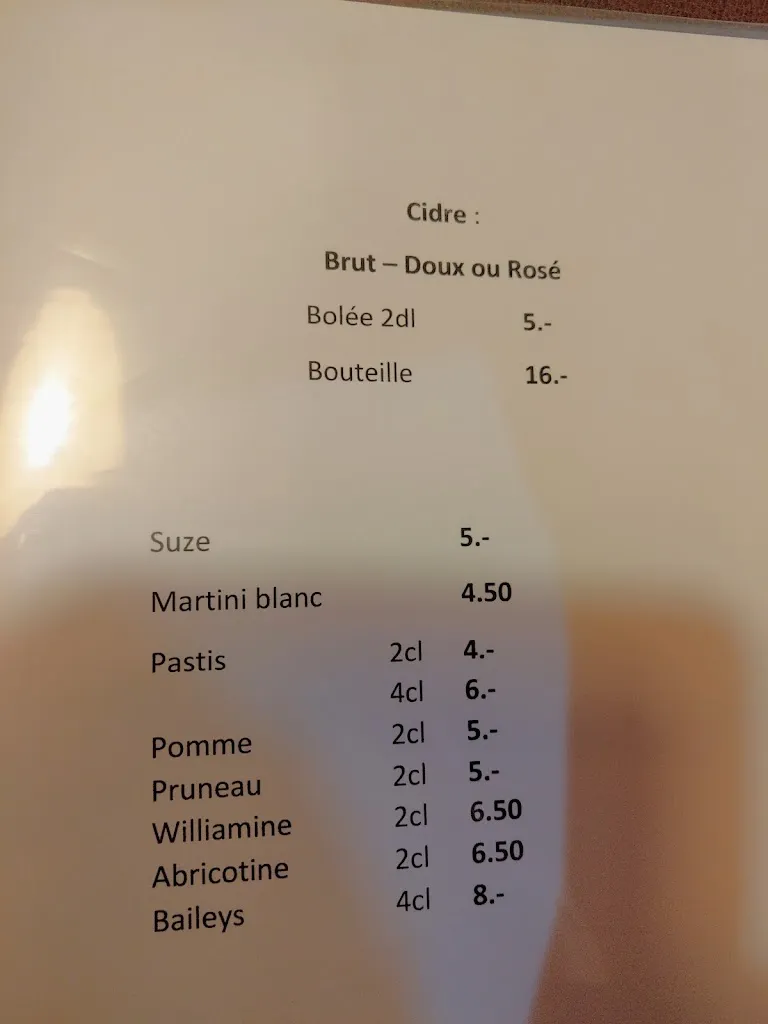 Cidre :
Brut – Doux ou Rosé
Bolée 2dl 5.-
Bouteille 16.-
Suze 5.-
Martini blanc 4.50
Pastis 2cl 4.-
4cl 6.-
Pomme 2cl 5.-
Pruneau 2cl 5.-
Williamine 2cl 6.50
Abricotine 2cl 6.50
Baileys 4cl 8.-